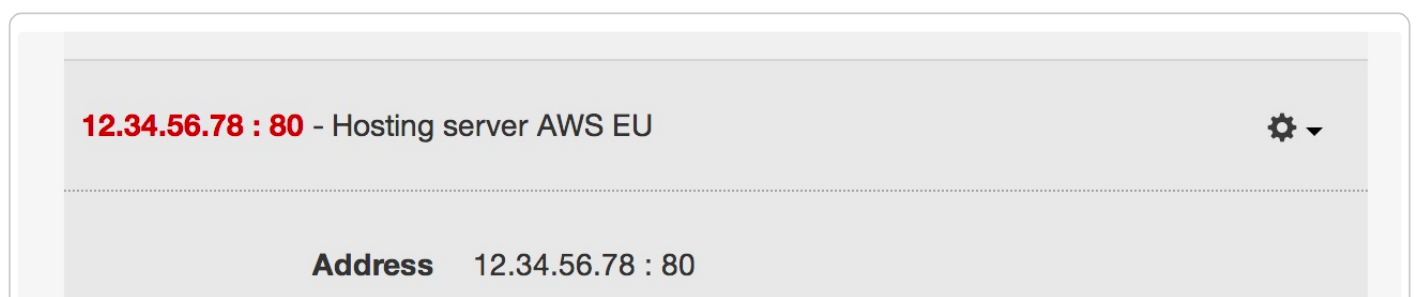 12.34.56.78 : 80 - Hosting server AWS EU
Address 12.34.56.78 : 80